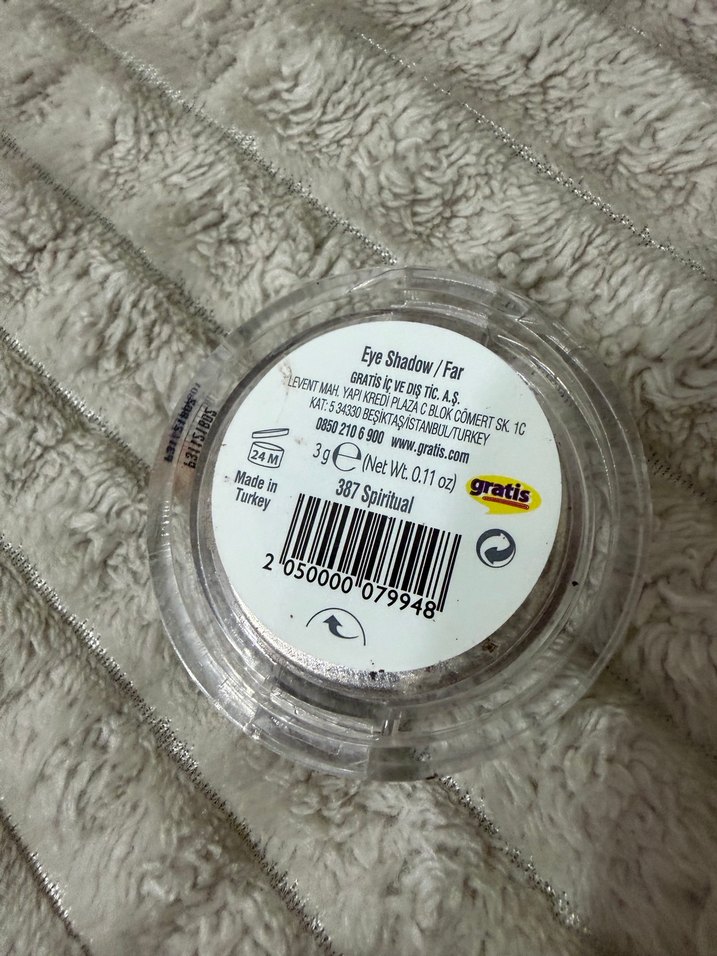 Eye Shadow / Far
GRATİS İÇ VE DIŞ TİC. A.Ş.
LEVENT MAH. YAPI KREDİ PLAZA C BLOK CÖMERT SK. 1C
KAT: 5 34330 BEŞİKTAŞ/İSTANBUL/TURKEY
0850 210 6 900 www.gratis.com
24 M
3 g ℮ (Net Wt. 0.11 oz)
Made in
Turkey
387 Spiritual
gratis
2 050000 079948